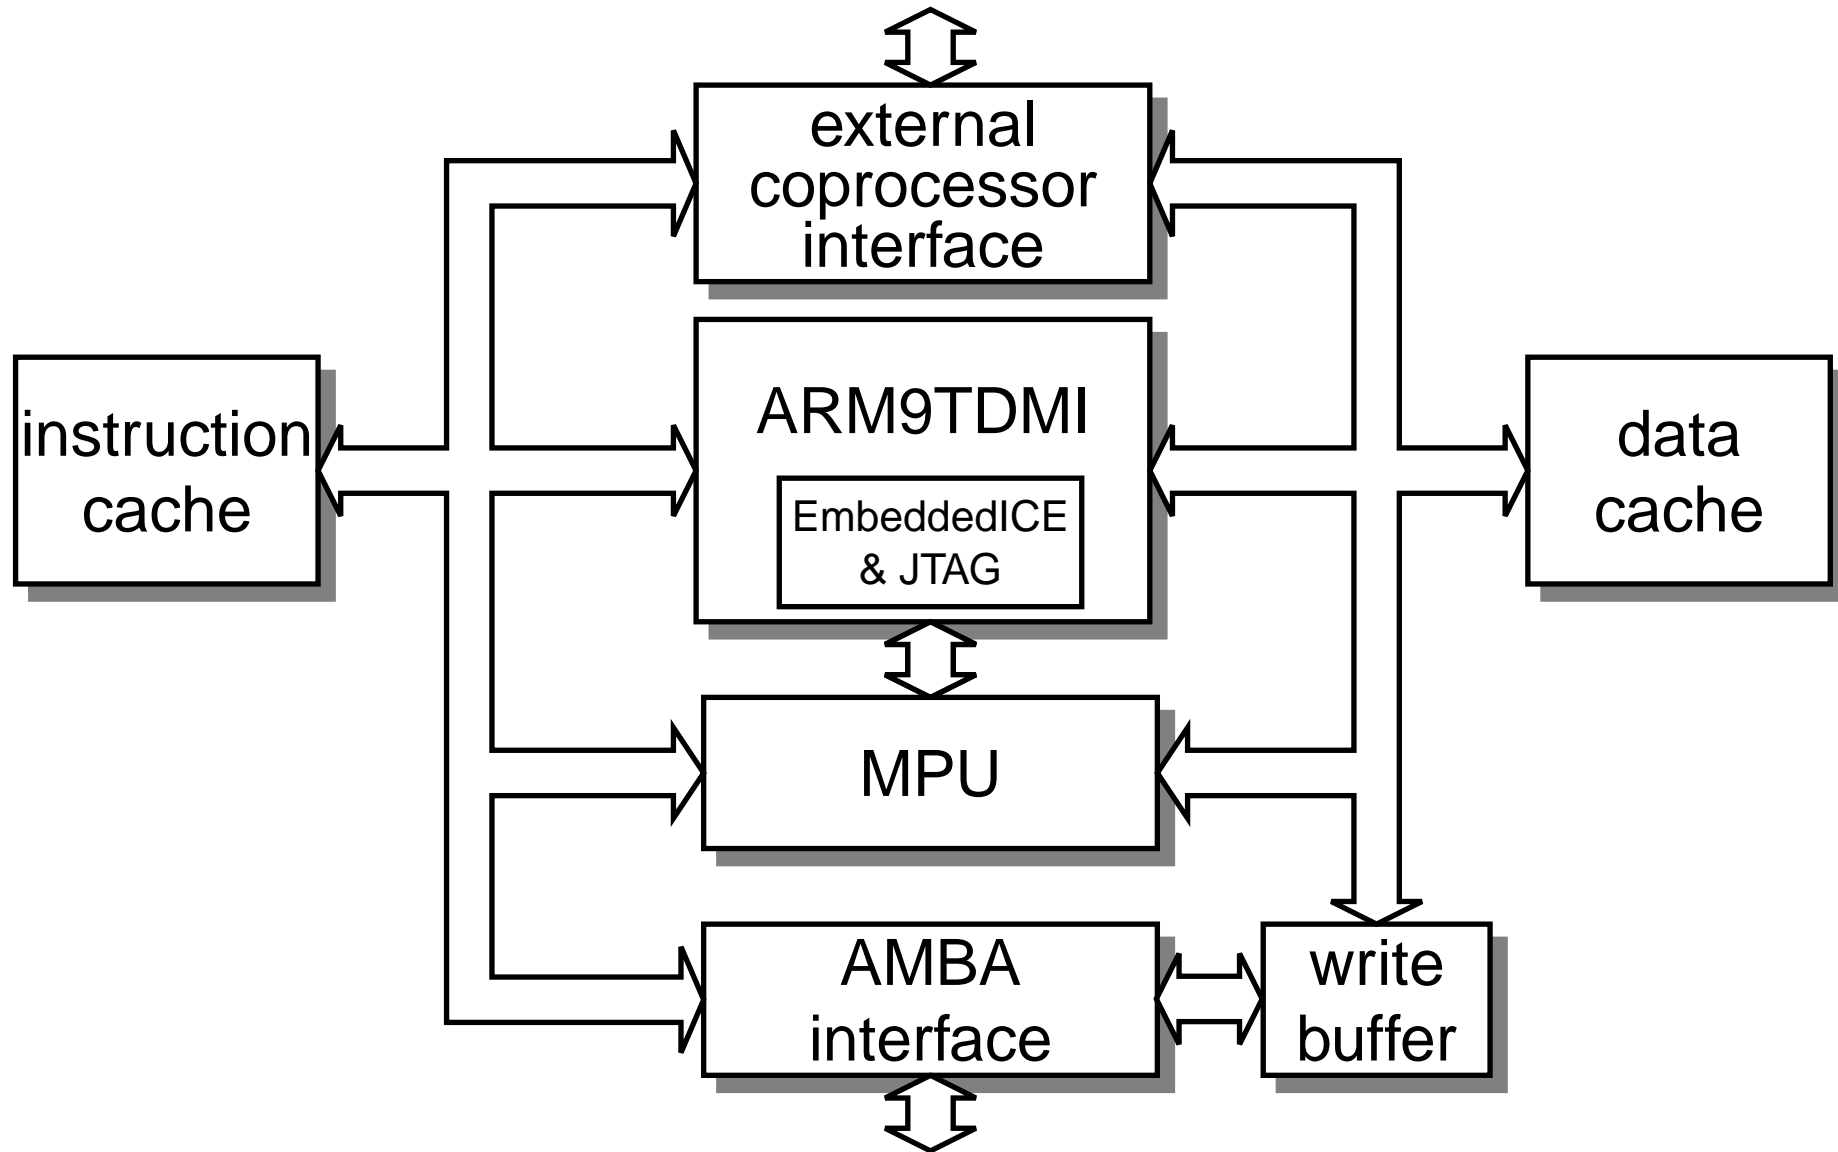 external
coprocessor
interface
ARM9TDMI
EmbeddedICE
& JTAG
instruction
cache
data
cache
MPU
AMBA
interface
write
buffer